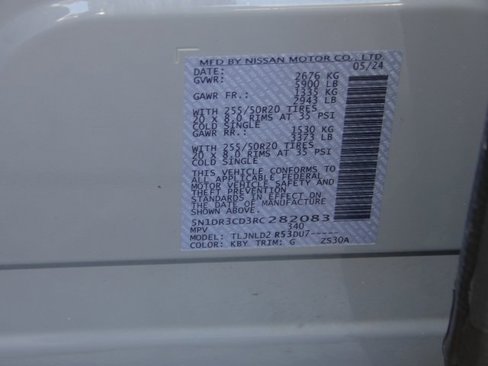 MFD BY NISSAN MOTOR CO., LTD
DATE: 05/24
GVWR: 2676 KG
5900 LB
GAWR FR.: 1335 KG
2943 LB
WITH 255/50R20 TIRES
20 X 8.0 RIMS AT 35 PSI
COLD SINGLE
GAWR RR.: 1530 KG
3373 LB
WITH 255/50R20 TIRES
20 X 8.0 RIMS AT 35 PSI
COLD SINGLE
THIS VEHICLE CONFORMS TO
ALL APPLICABLE FEDERAL
MOTOR VEHICLE SAFETY AND
THEFT PREVENTION
STANDARDS IN EFFECT ON
THE DATE OF MANUFACTURE
SHOWN ABOVE.
5N1DR3CD3RC282083
MPV 340
MODEL: TLJNLD2 R53DU7-----
COLOR: KBY TRIM: G ZS30A